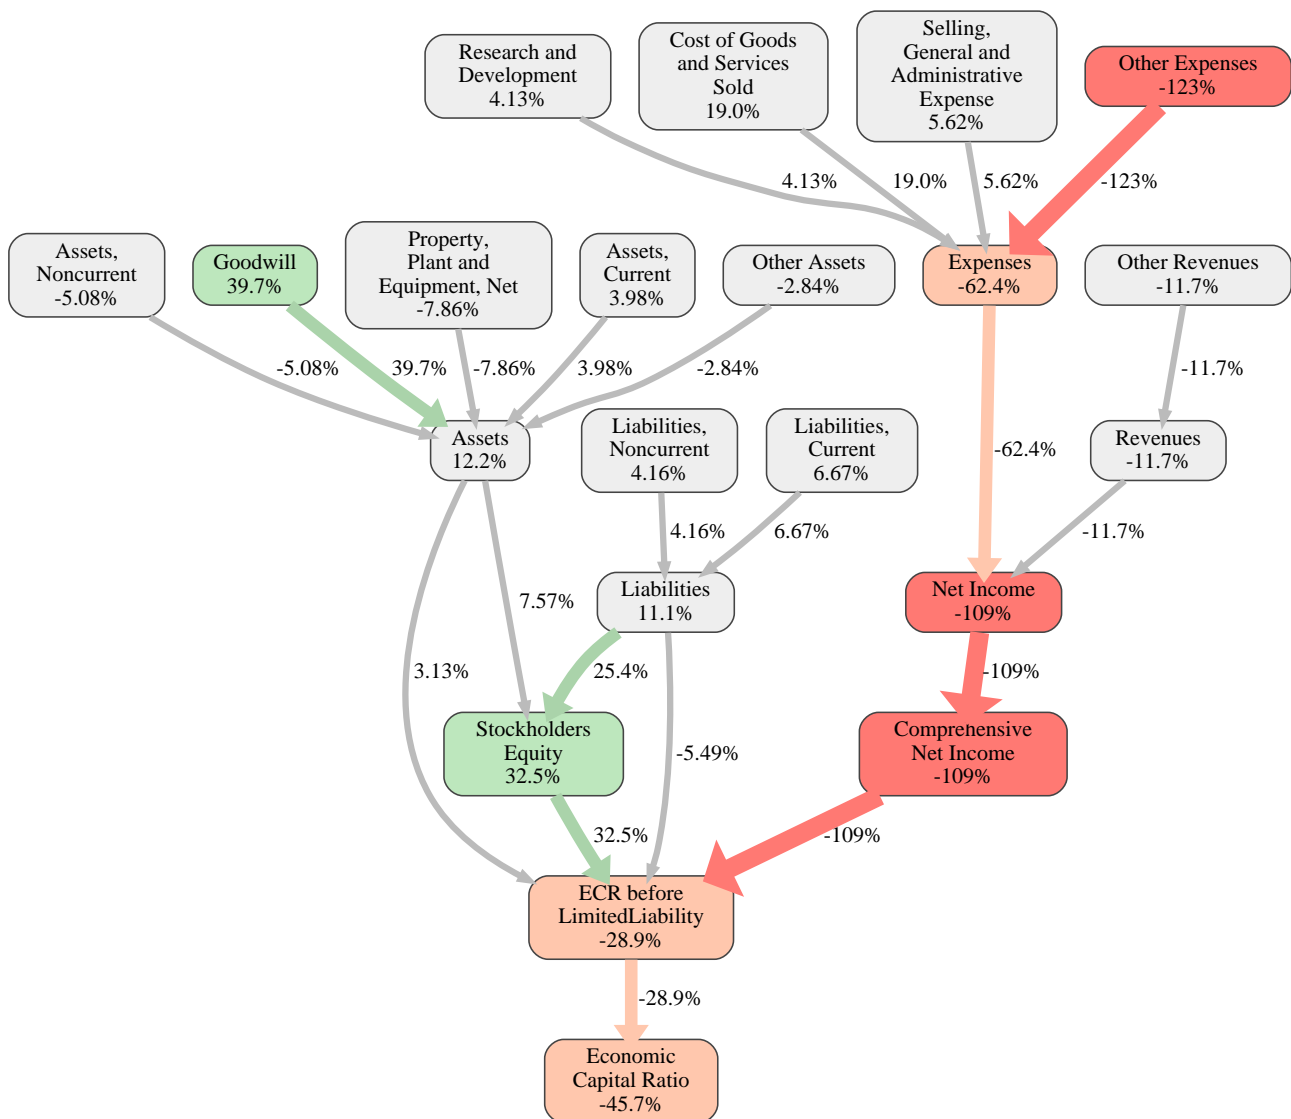 Research and
Development
4.13%
Cost of Goods
and Services
Sold
19.0%
Selling,
General and
Administrative
Expense
5.62%
Other Expenses
-123%
4.13%
19.0%
5.62%
-123%
Assets,
Noncurrent
-5.08%
Goodwill
39.7%
Property,
Plant and
Equipment, Net
-7.86%
Assets,
Current
3.98%
Other Assets
-2.84%
Expenses
-62.4%
Other Revenues
-11.7%
-5.08%
39.7%
-7.86%
3.98%
-2.84%
-11.7%
Assets
12.2%
Liabilities,
Noncurrent
4.16%
Liabilities,
Current
6.67%
-62.4%
Revenues
-11.7%
4.16%
6.67%
-11.7%
Liabilities
11.1%
Net Income
-109%
7.57%
3.13%
25.4%
-109%
Stockholders
Equity
32.5%
-5.49%
Comprehensive
Net Income
-109%
32.5%
-109%
ECR before
LimitedLiability
-28.9%
-28.9%
Economic
Capital Ratio
-45.7%